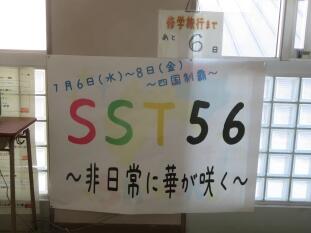 修学旅行まで
あと 6 日
7月6日(水)〜8日(金)
〜四国制覇〜
SST56
〜非日常に華が咲く〜